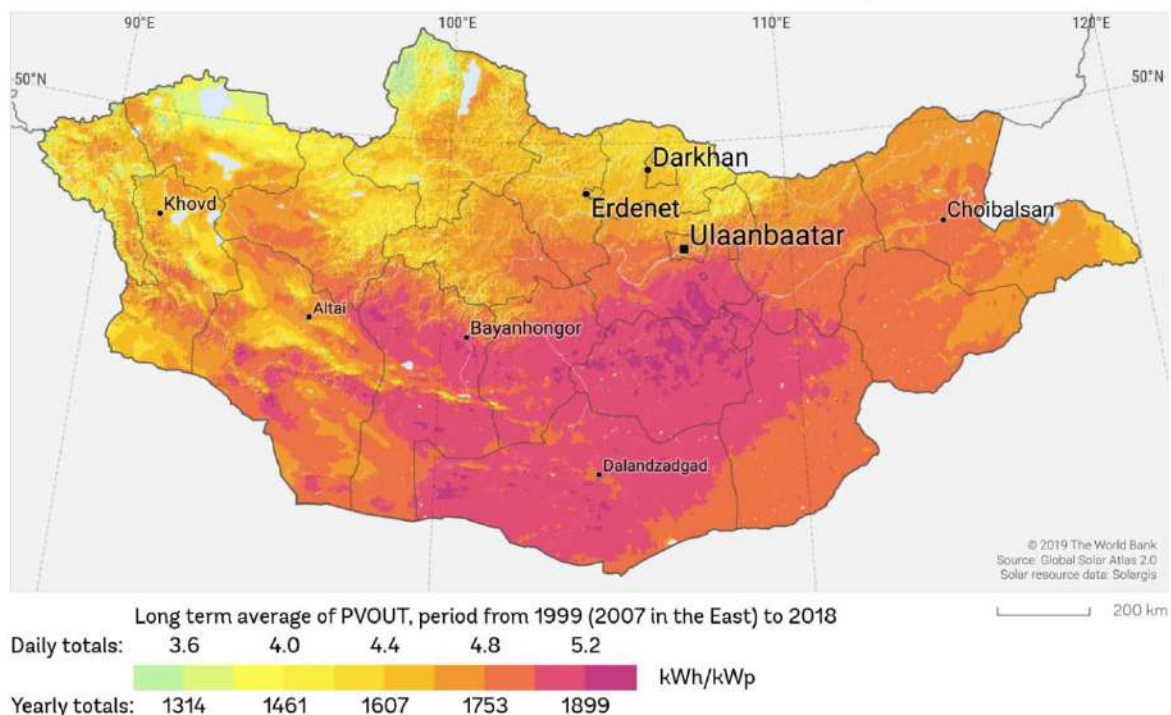 90°E 100°E 110°E 120°E
50°N 50°N
Darkhan
Khovd Erdenet Choibalsan
Ulaanbaatar
Altai
Bayanhongor
Dalandzadgad
© 2019 The World Bank
Source: Global Solar Atlas 2.0
Solar resource data: Solargis
Long term average of PVOUT, period from 1999 (2007 in the East) to 2018
200 km
Daily totals: 3.6 4.0 4.4 4.8 5.2
kWh/kWp
Yearly totals: 1314 1461 1607 1753 1899